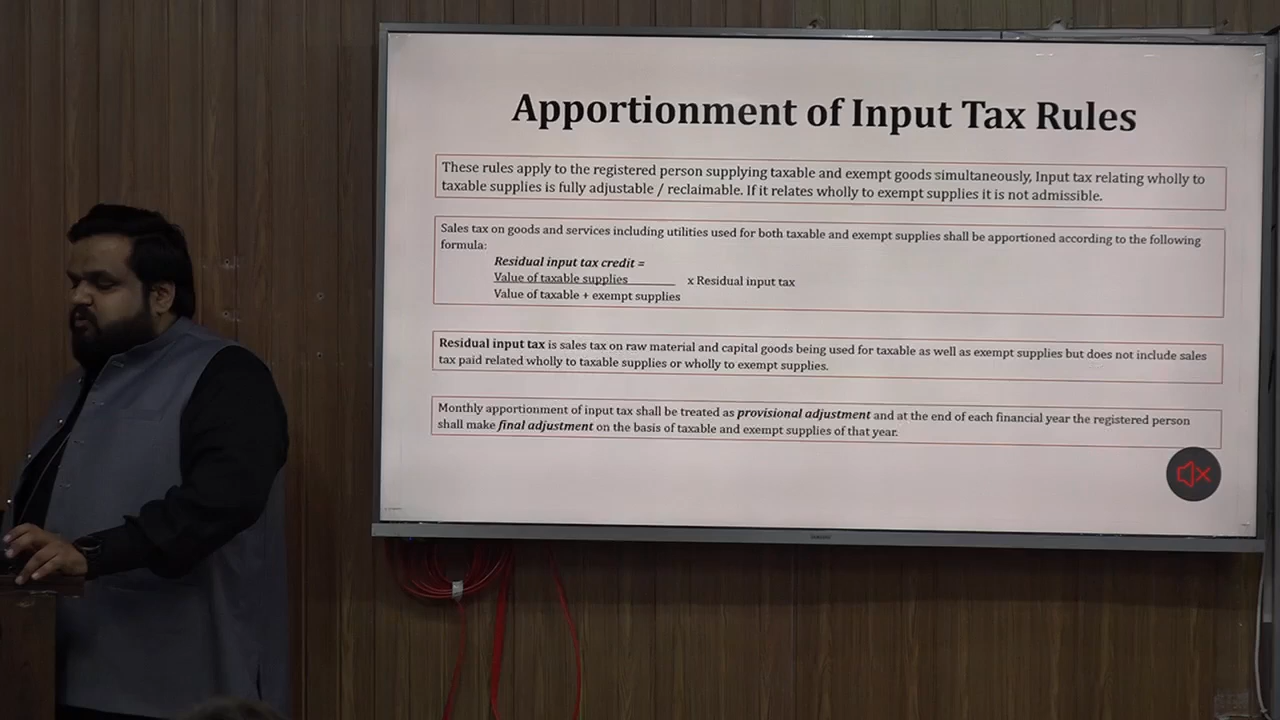 Apportionment of Input Tax Rules
These rules apply to the registered person supplying taxable and exempt goods simultaneously, Input tax relating wholly to
taxable supplies is fully adjustable / reclaimable. If it relates wholly to exempt supplies it is not admissible.
Sales tax on goods and services including utilities used for both taxable and exempt supplies shall be apportioned according to the following
formula:
Residual input tax credit =
Value of taxable supplies x Residual input tax
Value of taxable + exempt supplies
Residual input tax is sales tax on raw material and capital goods being used for taxable as well as exempt supplies but does not include sales
tax paid related wholly to taxable supplies or wholly to exempt supplies.
Monthly apportionment of input tax shall be treated as provisional adjustment and at the end of each financial year the registered person
shall make final adjustment on the basis of taxable and exempt supplies of that year.